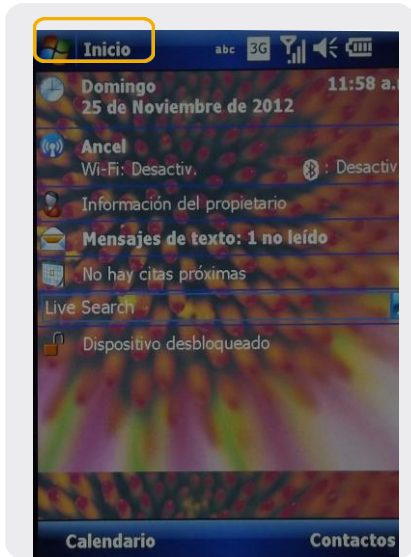 Inicio abc 3G
Domingo 11:58 a.
25 de Noviembre de 2012
Ancel
Wi-Fi: Desactiv. : Desactiv
Información del propietario
Mensajes de texto: 1 no leído
No hay citas próximas
Live Search
Dispositivo desbloqueado
Calendario Contactos